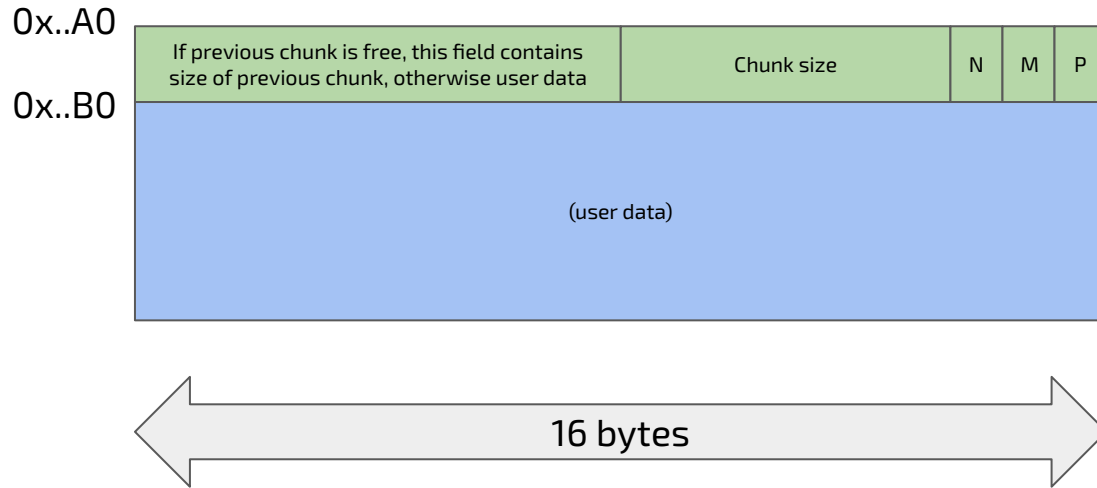 0x..A0
If previous chunk is free, this field contains
size of previous chunk, otherwise user data
Chunk size
N
M
P
0x..B0
(user data)
16 bytes